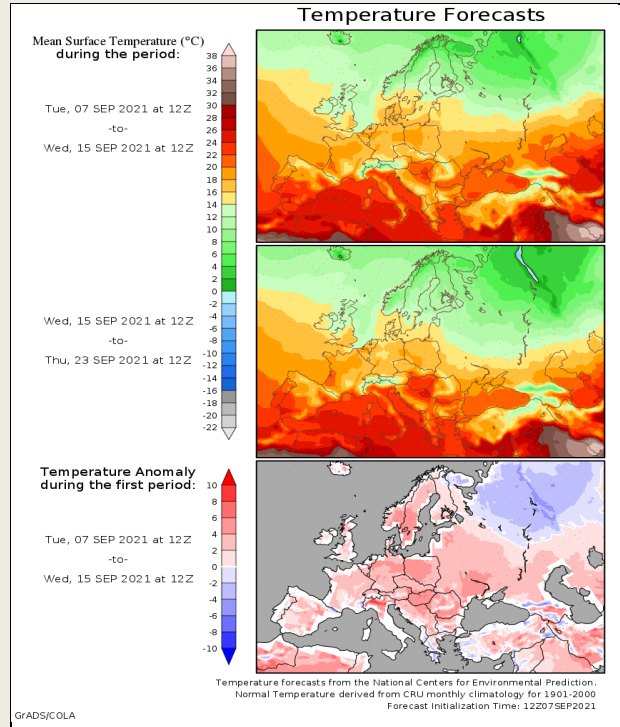 Temperature Forecasts
Mean Surface Temperature (°C)
during the period:
38
36
34
32
30
28
26
24
22
20
18
16
14
12
10
8
6
4
2
0
-2
-4
-6
-8
-10
-12
-14
-16
-18
-20
-22
Tue, 07 SEP 2021 at 12Z
-to-
Wed, 15 SEP 2021 at 12Z
Wed, 15 SEP 2021 at 12Z
-to-
Thu, 23 SEP 2021 at 12Z
Temperature Anomaly
during the first period:
10
8
6
4
2
0
-2
-4
-6
-8
-10
Tue, 07 SEP 2021 at 12Z
-to-
Wed, 15 SEP 2021 at 12Z
Temperature forecasts from the National Centers for Environmental Prediction.
Normal Temperature derived from CRU monthly climatology for 1901-2000
Forecast Initialization Time: 12Z07SEP2021
GrADS/COLA